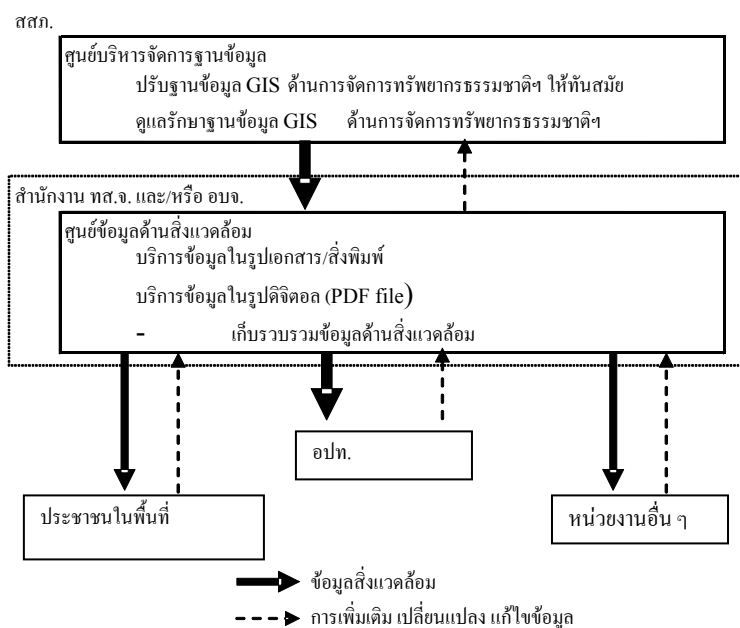 สสภ.
ศูนย์บริหารจัดการฐานข้อมูล
ปรับฐานข้อมูล GIS ด้านการจัดการทรัพยากรธรรมชาติฯ ให้ทันสมัย
ดูแลรักษาฐานข้อมูล GIS ด้านการจัดการทรัพยากรธรรมชาติฯ
สำนักงาน ทส.จ. และ/หรือ อบจ.
ศูนย์ข้อมูลด้านสิ่งแวดล้อม
บริการข้อมูลในรูปเอกสาร/สิ่งพิมพ์
บริการข้อมูลในรูปดิจิตอล (PDF file)
- เก็บรวบรวมข้อมูลด้านสิ่งแวดล้อม
อปท.
ประชาชนในพื้นที่
หน่วยงานอื่น ๆ
ข้อมูลสิ่งแวดล้อม
การเพิ่มเติม เปลี่ยนแปลง แก้ไขข้อมูล